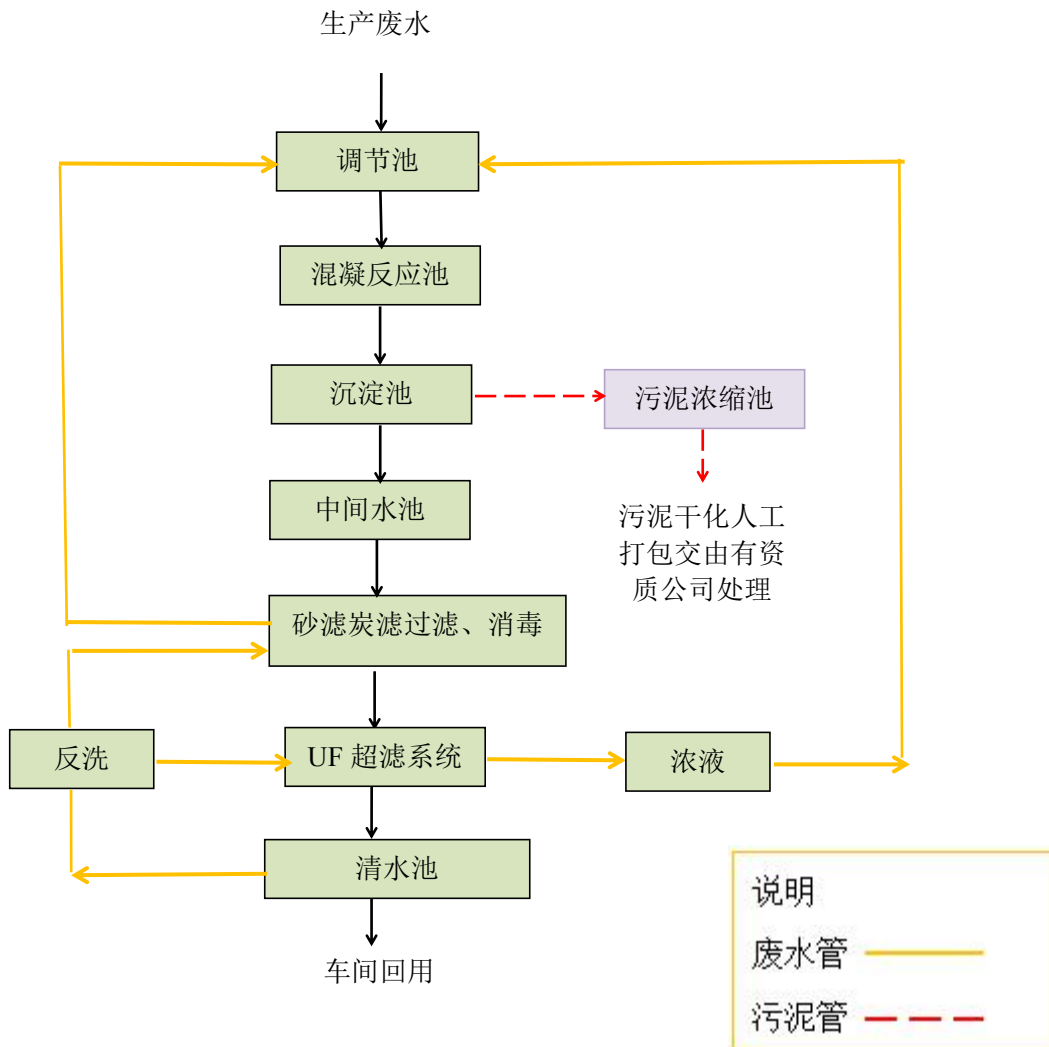 生产废水
调节池
混凝反应池
沉淀池
污泥浓缩池
中间水池
污泥干化人工
打包交由有资
质公司处理
砂滤炭滤过滤、消毒
反洗
UF 超滤系统
浓液
清水池
车间回用
说明
废水管
污泥管